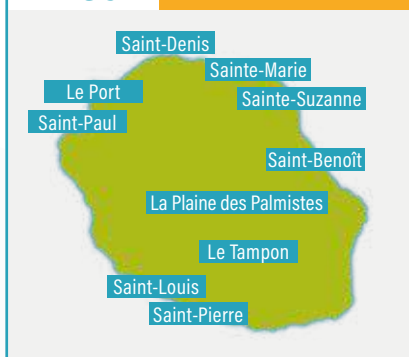 Saint-Denis
Sainte-Marie
Le Port
Sainte-Suzanne
Saint-Paul
Saint-Benoît
La Plaine des Palmistes
Le Tampon
Saint-Louis
Saint-Pierre